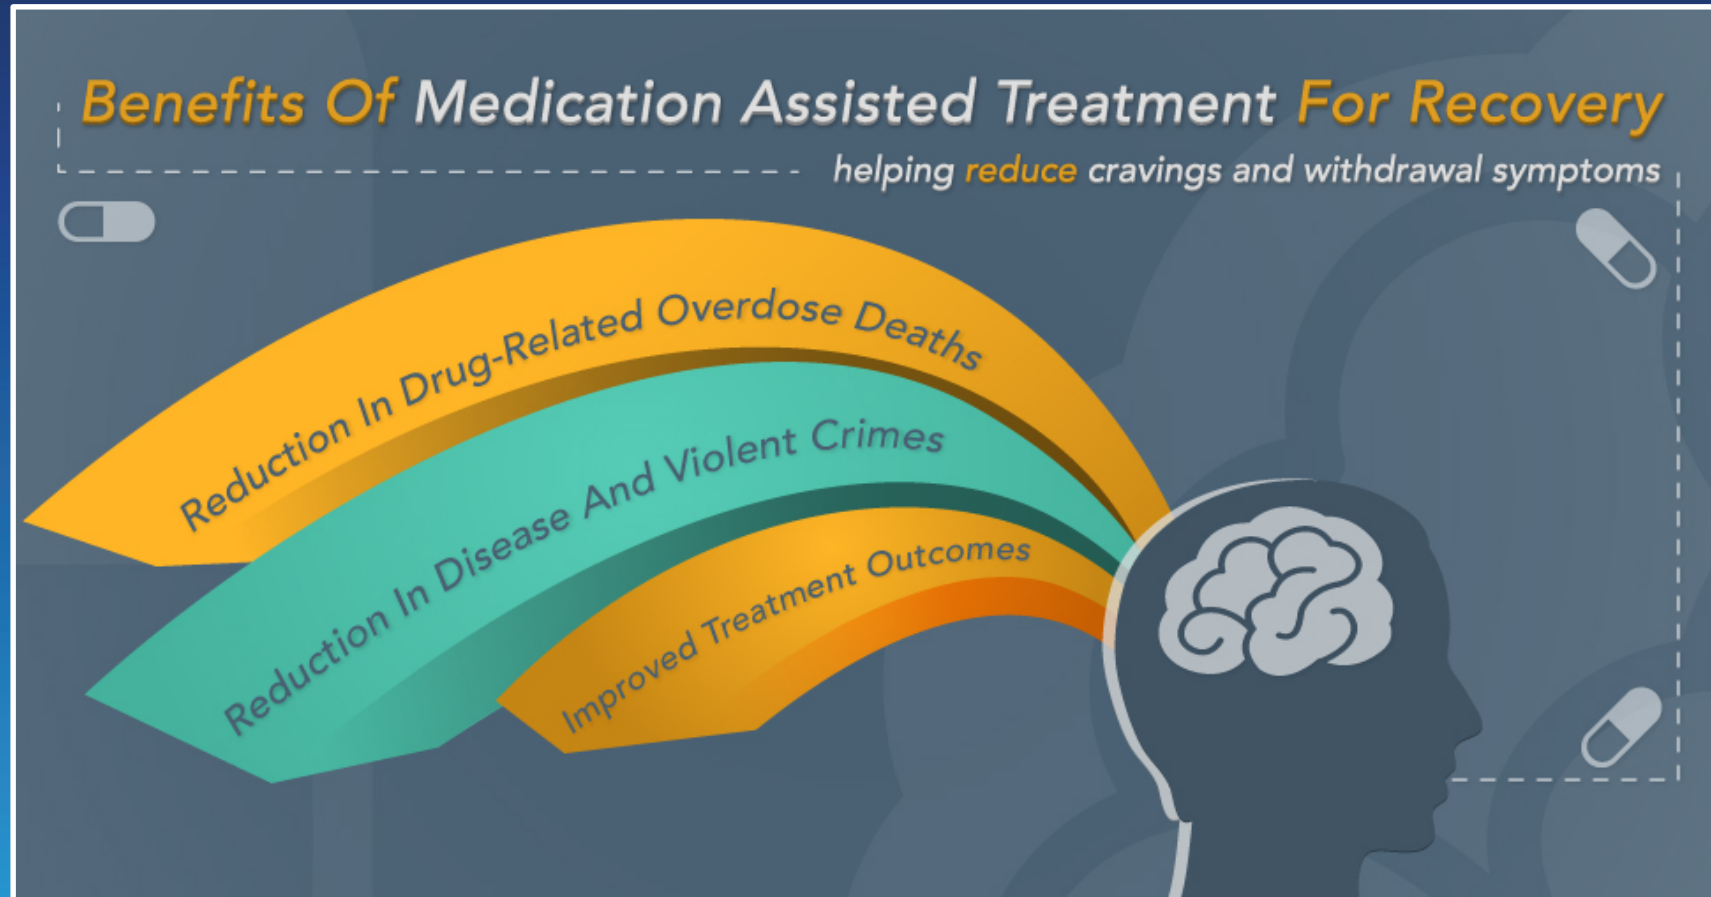 Benefits Of Medication Assisted Treatment For Recovery
helping reduce cravings and withdrawal symptoms
Reduction In Drug-Related Overdose Deaths
Reduction In Disease And Violent Crimes
Improved Treatment Outcomes